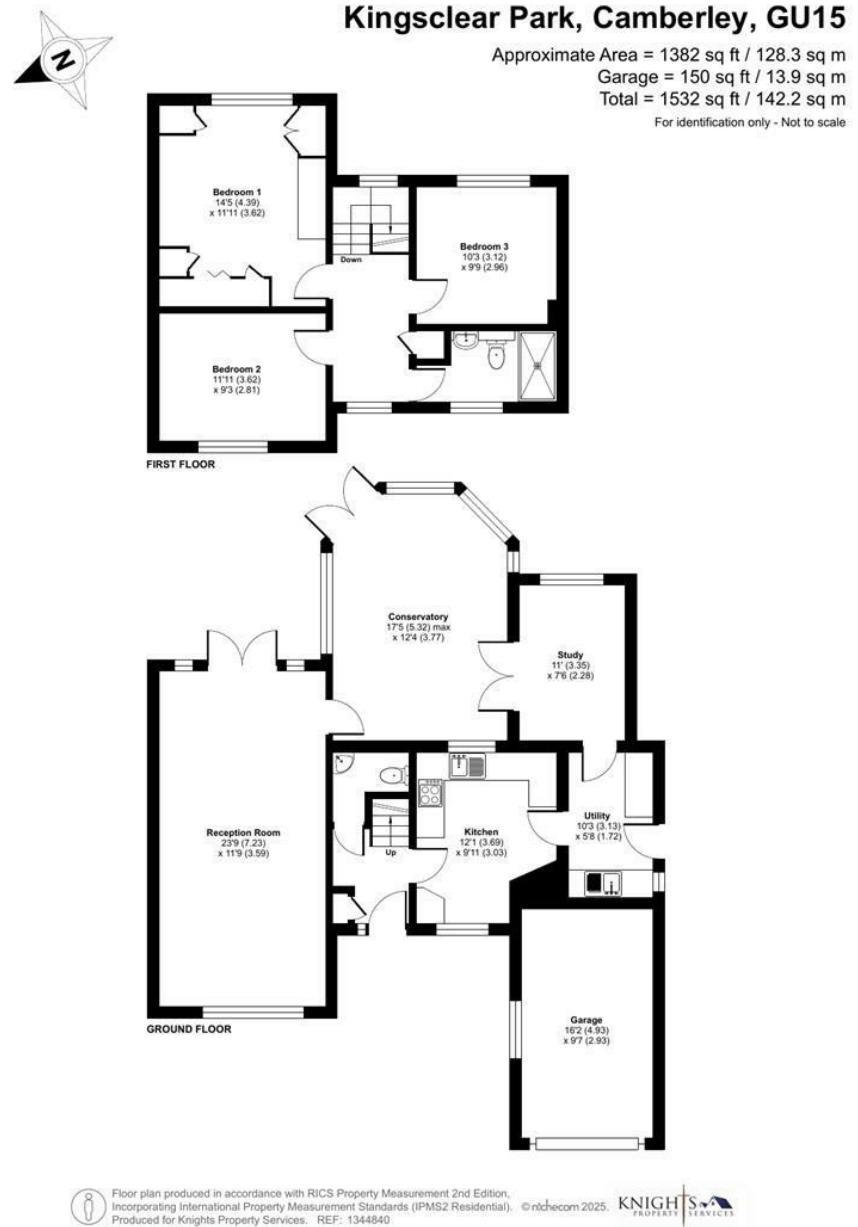 Kingsclear Park, Camberley, GU15
Approximate Area = 1382 sq ft / 128.3 sq m
Garage = 150 sq ft / 13.9 sq m
Total = 1532 sq ft / 142.2 sq m
For identification only - Not to scale
N
Bedroom 1
14'5 (4.39)
x 11'11 (3.62)
Down
Bedroom 3
10'3 (3.12)
x 9'9 (2.96)
Bedroom 2
11'11 (3.62)
x 9'3 (2.81)
FIRST FLOOR
Conservatory
17'5 (5.32) max
x 12'4 (3.77)
Study
11' (3.35)
x 7'6 (2.28)
Reception Room
23'9 (7.23)
x 11'9 (3.59)
Up
Kitchen
12'1 (3.69)
x 9'11 (3.03)
Utility
10'3 (3.13)
x 5'8 (1.72)
Garage
16'2 (4.93)
x 9'7 (2.93)
GROUND FLOOR
Floor plan produced in accordance with RICS Property Measurement 2nd Edition,
Incorporating International Property Measurement Standards (IPMS2 Residential). © ntchecom 2025.
Produced for Knights Property Services. REF: 1344840
KNIGHTS
PROPERTY SERVICES